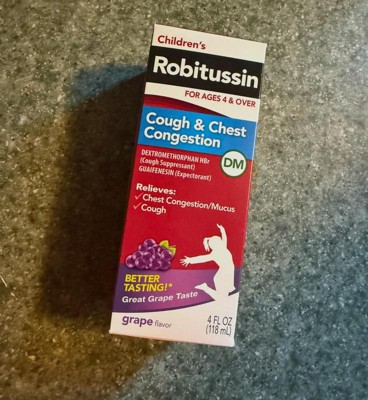 Children's
Robitussin
FOR AGES 4 & OVER
Cough & Chest
Congestion
DM
DEXTROMETHORPHAN HBr
(Cough Suppressant)
GUAIFENESIN (Expectorant)
Relieves:
✓ Chest Congestion/Mucus
✓ Cough
BETTER
TASTING!*
Great Grape Taste
grape flavor
4 FL OZ
(118 mL)